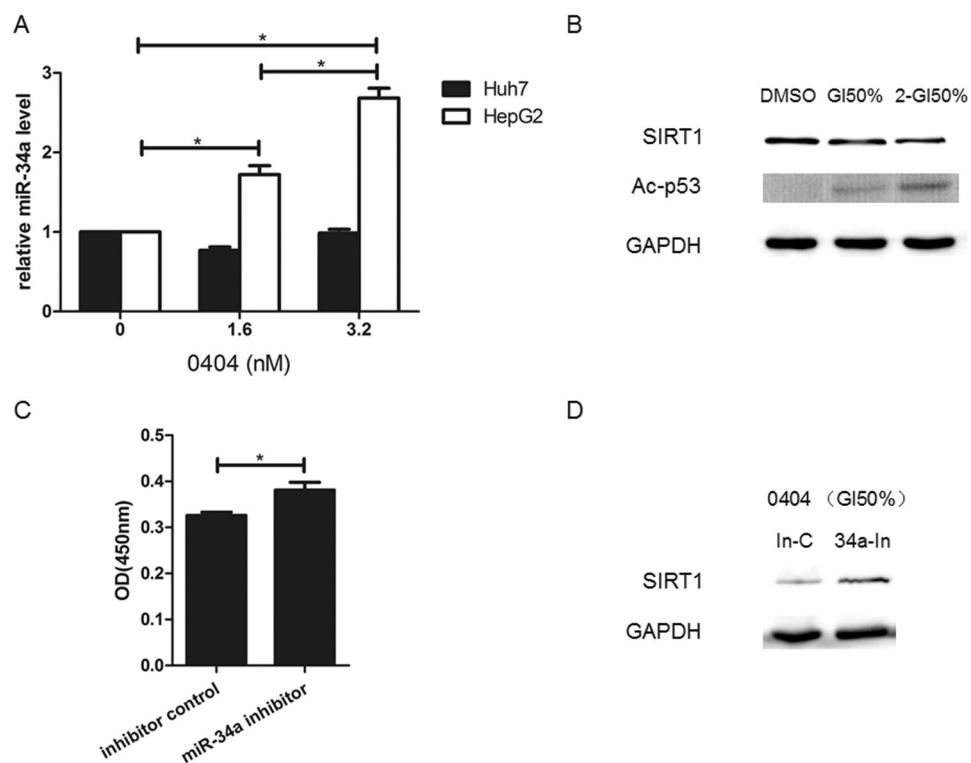 A
*
*
*
relative miR-34a level
3
2
1
0
0
1.6
3.2
0404 (nM)
Huh7
HepG2
B
DMSO GI50% 2-GI50%
SIRT1
Ac-p53
GAPDH
C
OD(450nm)
0.5
0.4
0.3
0.2
0.1
0.0
*
inhibitor control
miR-34a inhibitor
D
0404 （GI50%）
In-C 34a-In
SIRT1
GAPDH